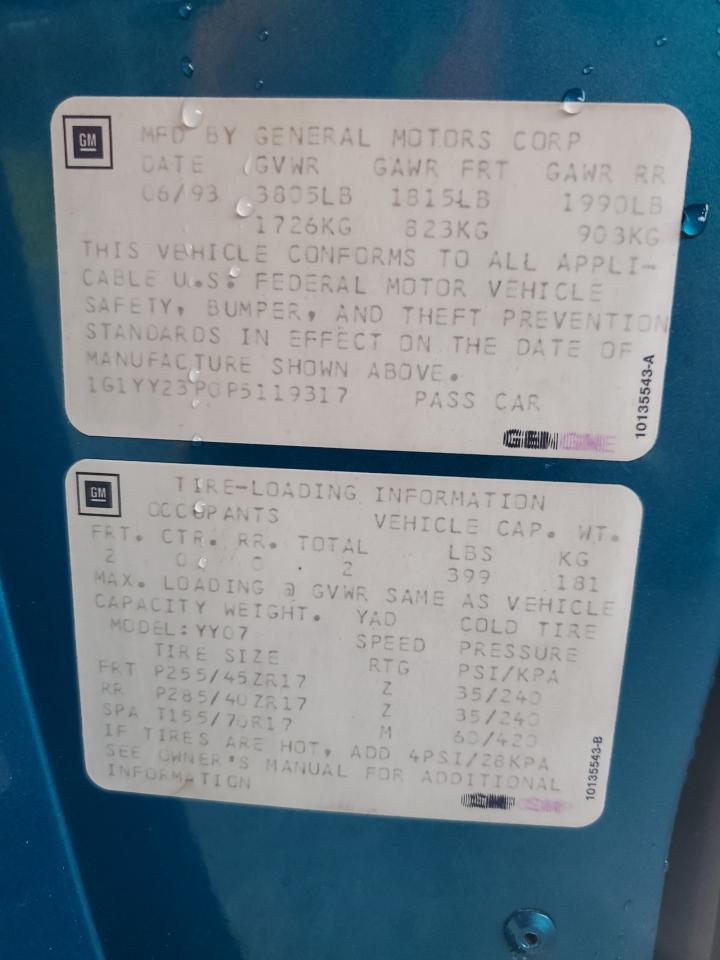 GM
MFD BY GENERAL MOTORS CORP
DATE GVWR GAWR FRT GAWR RR
06/93 3805LB 1815LB 1990LB
1726KG 823KG 903KG
THIS VEHICLE CONFORMS TO ALL APPLI-
CABLE U.S. FEDERAL MOTOR VEHICLE
SAFETY, BUMPER, AND THEFT PREVENTION
STANDARDS IN EFFECT ON THE DATE OF
MANUFACTURE SHOWN ABOVE.
1G1YY23P0P5119317 PASS CAR
10135543-A
GM
TIRE-LOADING INFORMATION
OCCUPANTS VEHICLE CAP. WT.
FRT. CTR. RR. TOTAL LBS KG
2 0 0 2 399 181
MAX. LOADING @ GVWR SAME AS VEHICLE
CAPACITY WEIGHT. YAD COLD TIRE
MODEL:YY07 SPEED PRESSURE
TIRE SIZE RTG PSI/KPA
FRT P255/45ZR17 Z 35/240
RR P285/40ZR17 Z 35/240
SPA T155/70R17 M 60/420
IF TIRES ARE HOT, ADD 4PSI/28KPA
SEE OWNER'S MANUAL FOR ADDITIONAL
INFORMATION
10135543-B